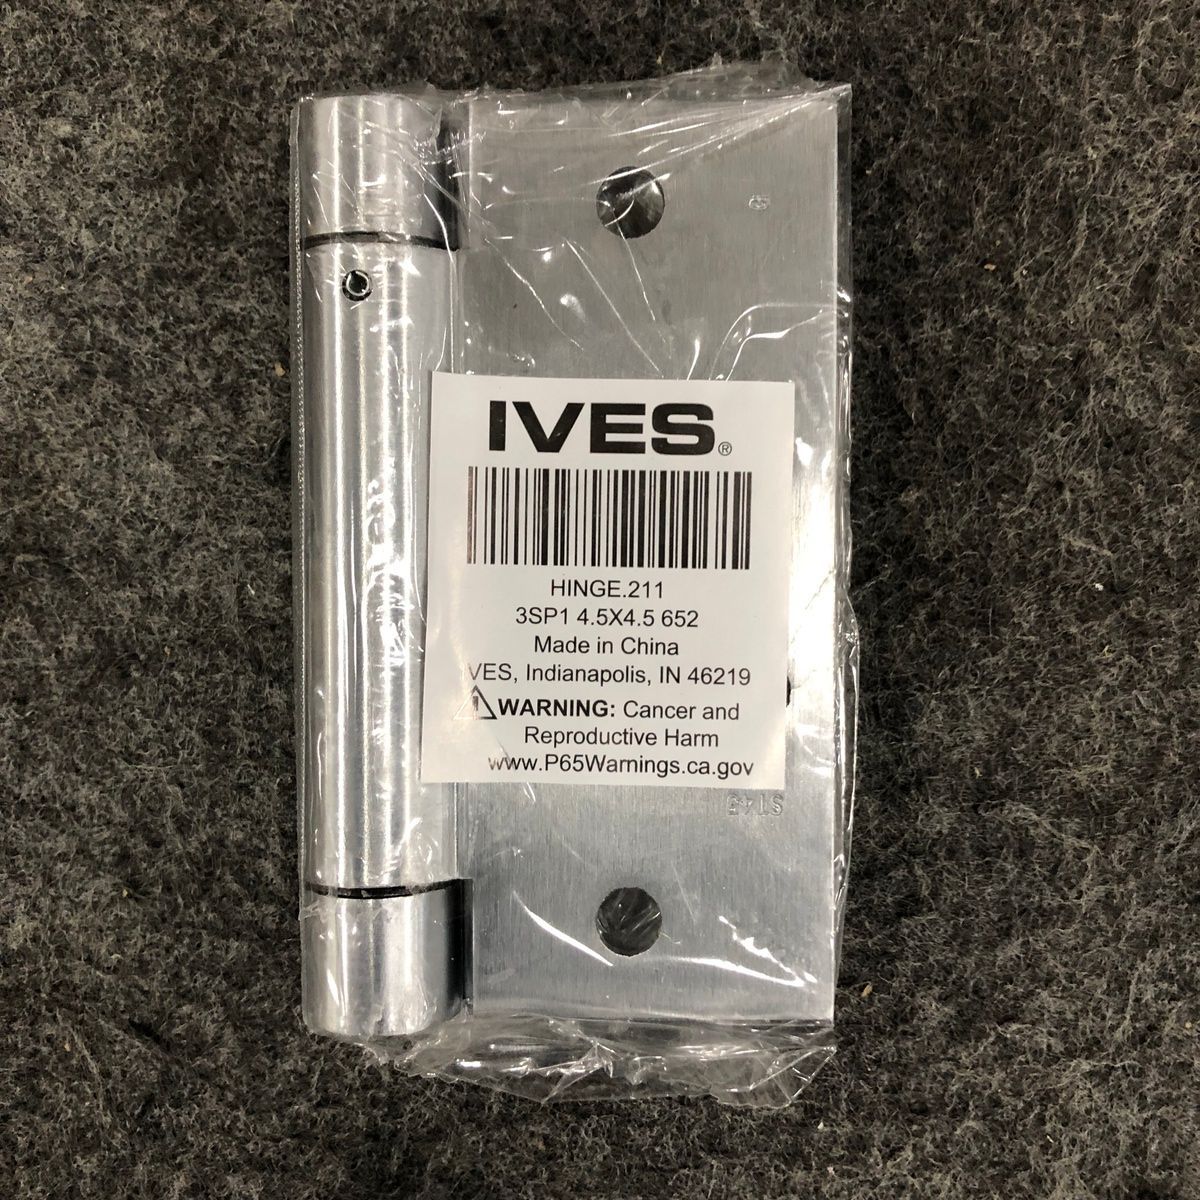 IVES®
HINGE.211
3SP1 4.5X4.5 652
Made in China
IVES, Indianapolis, IN 46219
WARNING: Cancer and
Reproductive Harm
www.P65Warnings.ca.gov